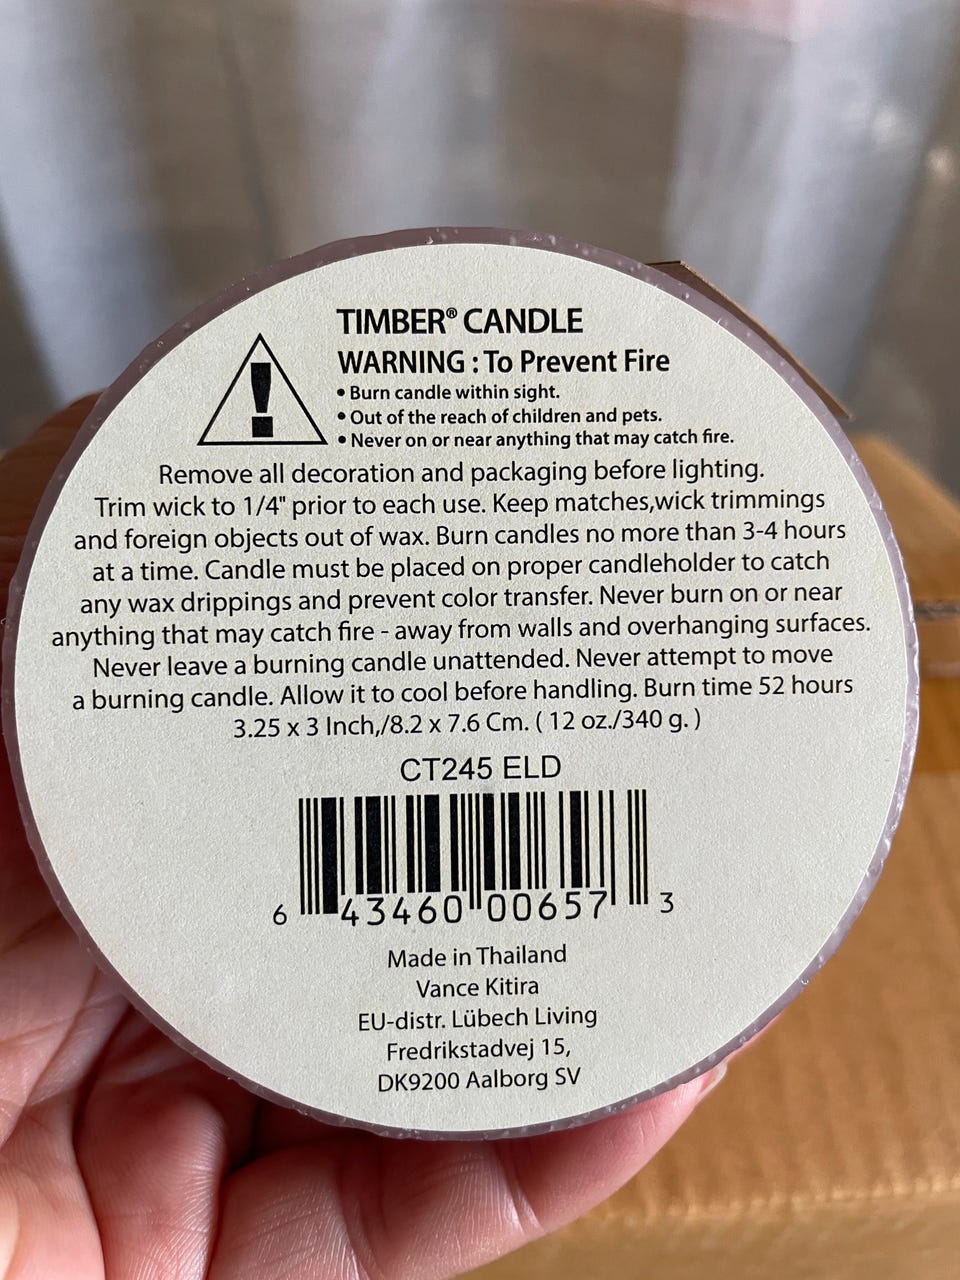 TIMBER® CANDLE
WARNING : To Prevent Fire
• Burn candle within sight.
• Out of the reach of children and pets.
• Never on or near anything that may catch fire.
Remove all decoration and packaging before lighting.
Trim wick to 1/4" prior to each use. Keep matches,wick trimmings
and foreign objects out of wax. Burn candles no more than 3-4 hours
at a time. Candle must be placed on proper candleholder to catch
any wax drippings and prevent color transfer. Never burn on or near
anything that may catch fire - away from walls and overhanging surfaces.
Never leave a burning candle unattended. Never attempt to move
a burning candle. Allow it to cool before handling. Burn time 52 hours
3.25 x 3 Inch,/8.2 x 7.6 Cm. ( 12 oz./340 g. )
CT245 ELD
6 43460 00657 3
Made in Thailand
Vance Kitira
EU-distr. Lübech Living
Fredrikstadvej 15,
DK9200 Aalborg SV